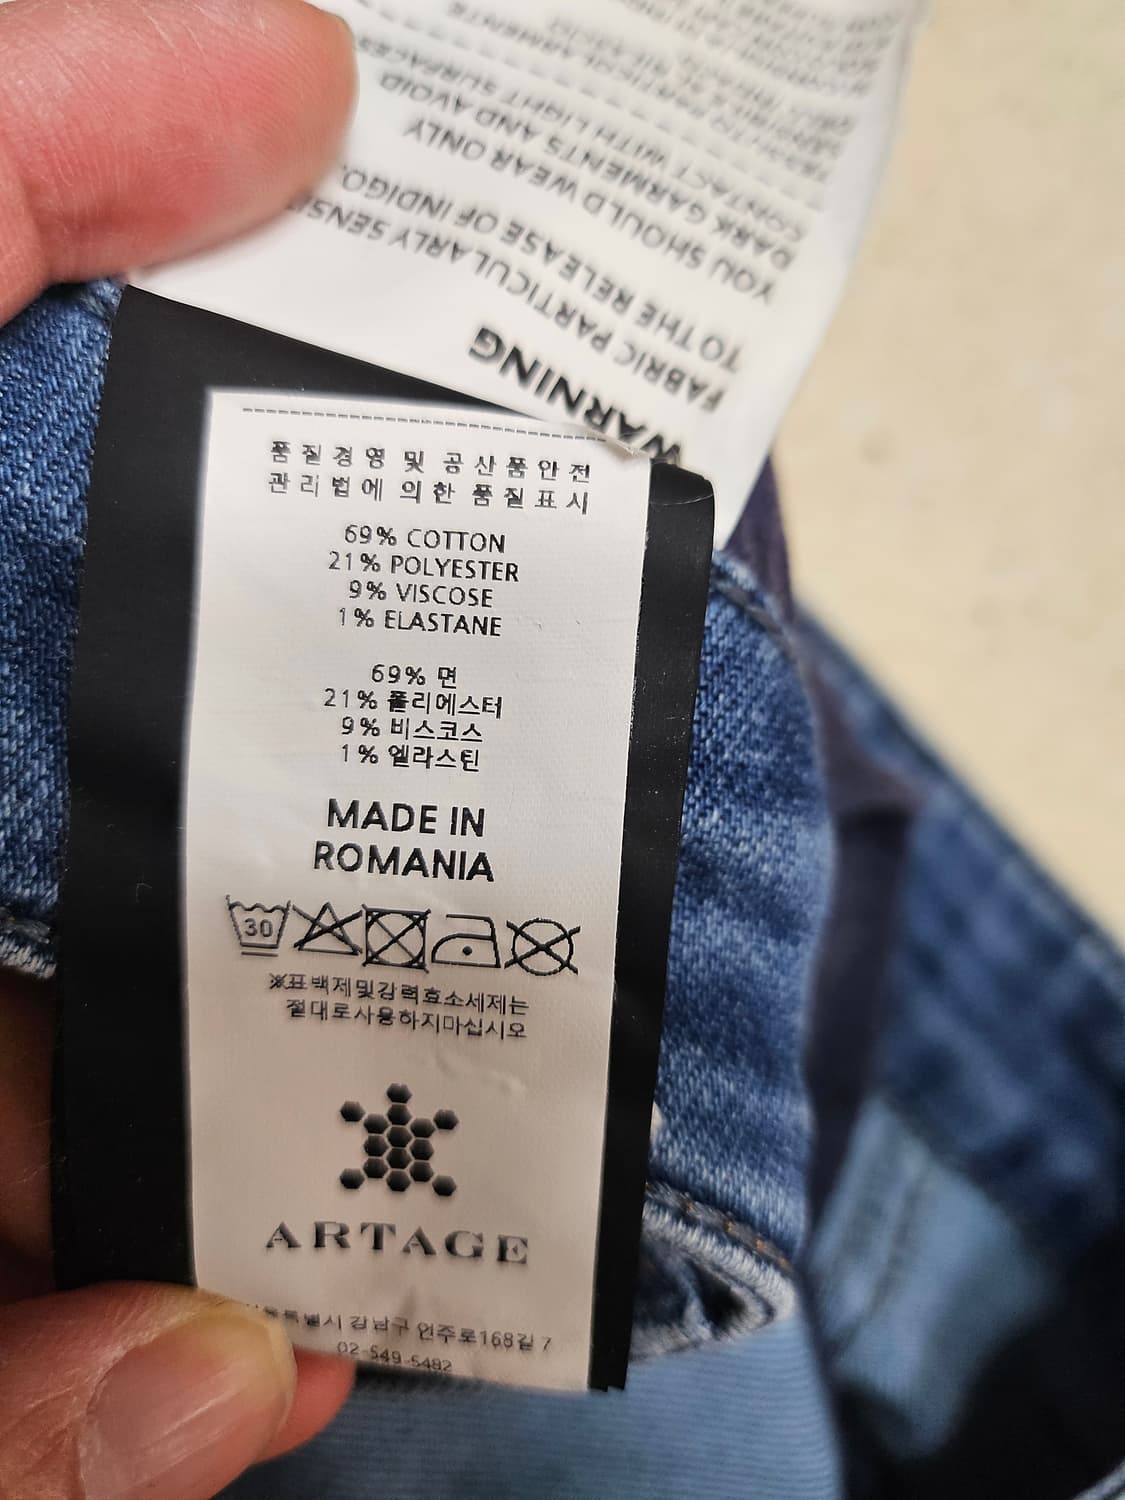 WARNING
FABRIC PARTICULARLY
TO THE RELEASE OF INDIGO.
YOU SHOULD WEAR ONLY
DARK GARMENTS AND AVOID
CONTACT WITH LIGHT
품질경영 및 공산품안전
관리법에 의한 품질표시
69% COTTON
21% POLYESTER
9% VISCOSE
1% ELASTANE
69% 면
21% 폴리에스터
9% 비스코스
1% 엘라스틴
MADE IN
ROMANIA
30
※표백제및강력효소세제는
절대로사용하지마십시오
ARTAGE
강남구 언주로168길 7
02-549-5482